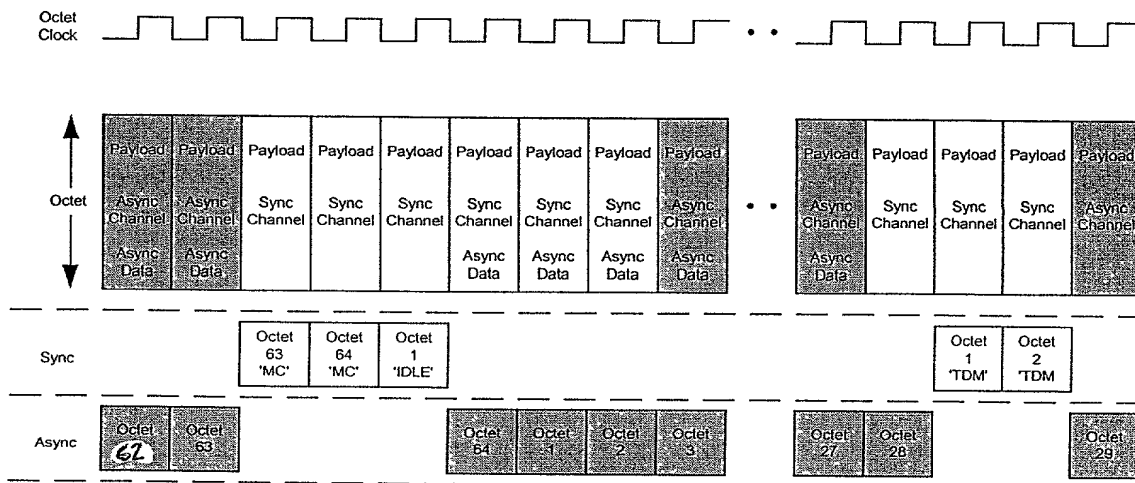 Octet
Clock
Octet
Payload Payload Payload Payload Payload Payload Payload Payload Payload Payload Payload Payload Payload Payload
Async Async Sync Sync Sync Sync Sync Sync Async Async Sync Sync Sync Async
Channel Channel Channel Channel Channel Channel Channel Channel Channel Channel Channel Channel Channel Channel
Async Async Async Async Async Async Async
Data Data Data Data Data Data Data
Sync
Octet Octet Octet Octet Octet
63 64 1 1 2
'MC' 'MC' 'IDLE' 'TDM' 'TDM
Async
Octet Octet Octet Octet Octet Octet Octet Octet Octet
62 63 64 1 2 3 27 28 29